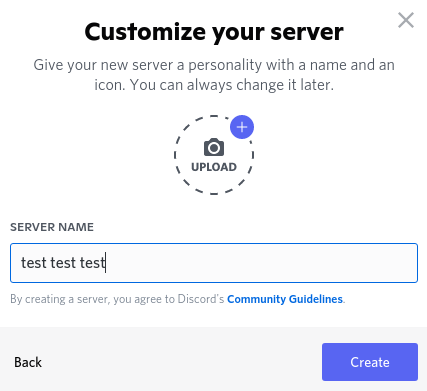 Customize your server
Give your new server a personality with a name and an
icon. You can always change it later.
UPLOAD
SERVER NAME
test test test
By creating a server, you agree to Discord's Community Guidelines.
Back
Create